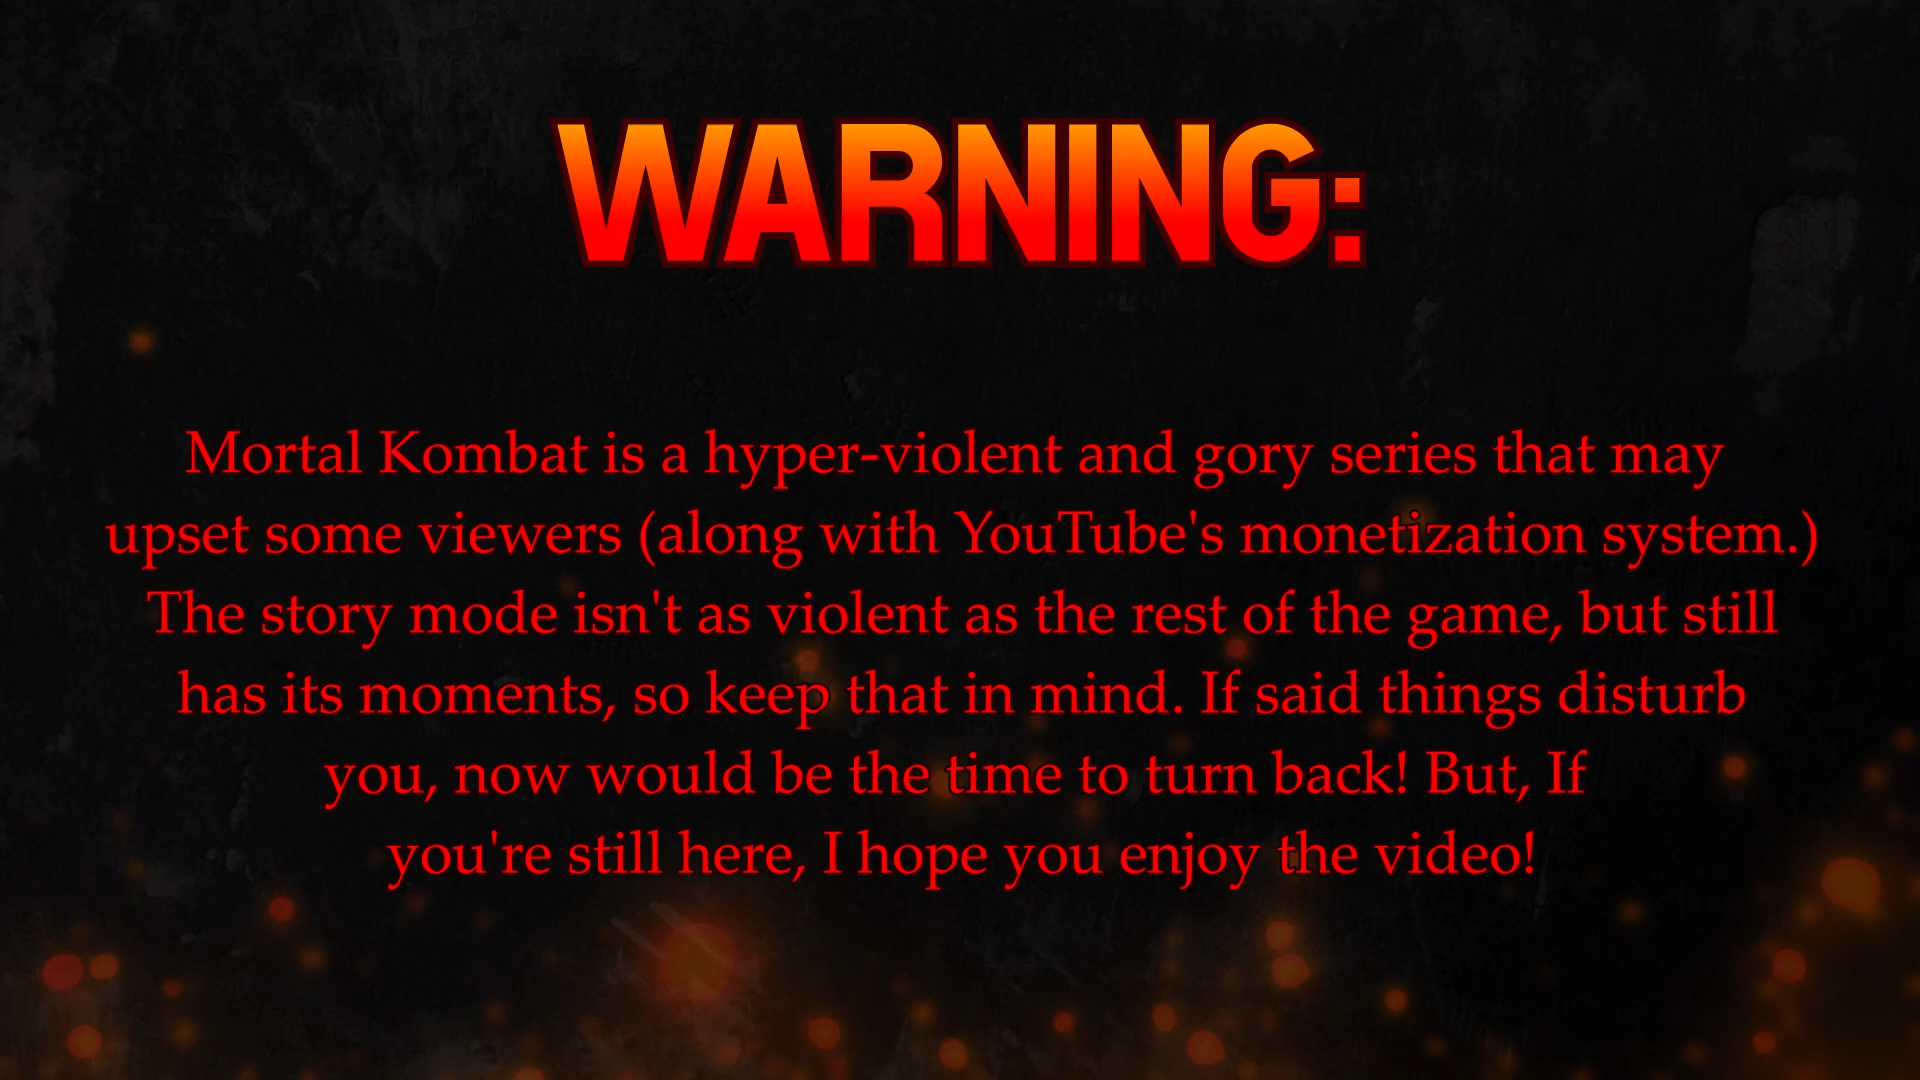 WARNING:
Mortal Kombat is a hyper-violent and gory series that may
upset some viewers (along with YouTube's monetization system.)
The story mode isn't as violent as the rest of the game, but still
has its moments, so keep that in mind. If said things disturb
you, now would be the time to turn back! But, If
you're still here, I hope you enjoy the video!